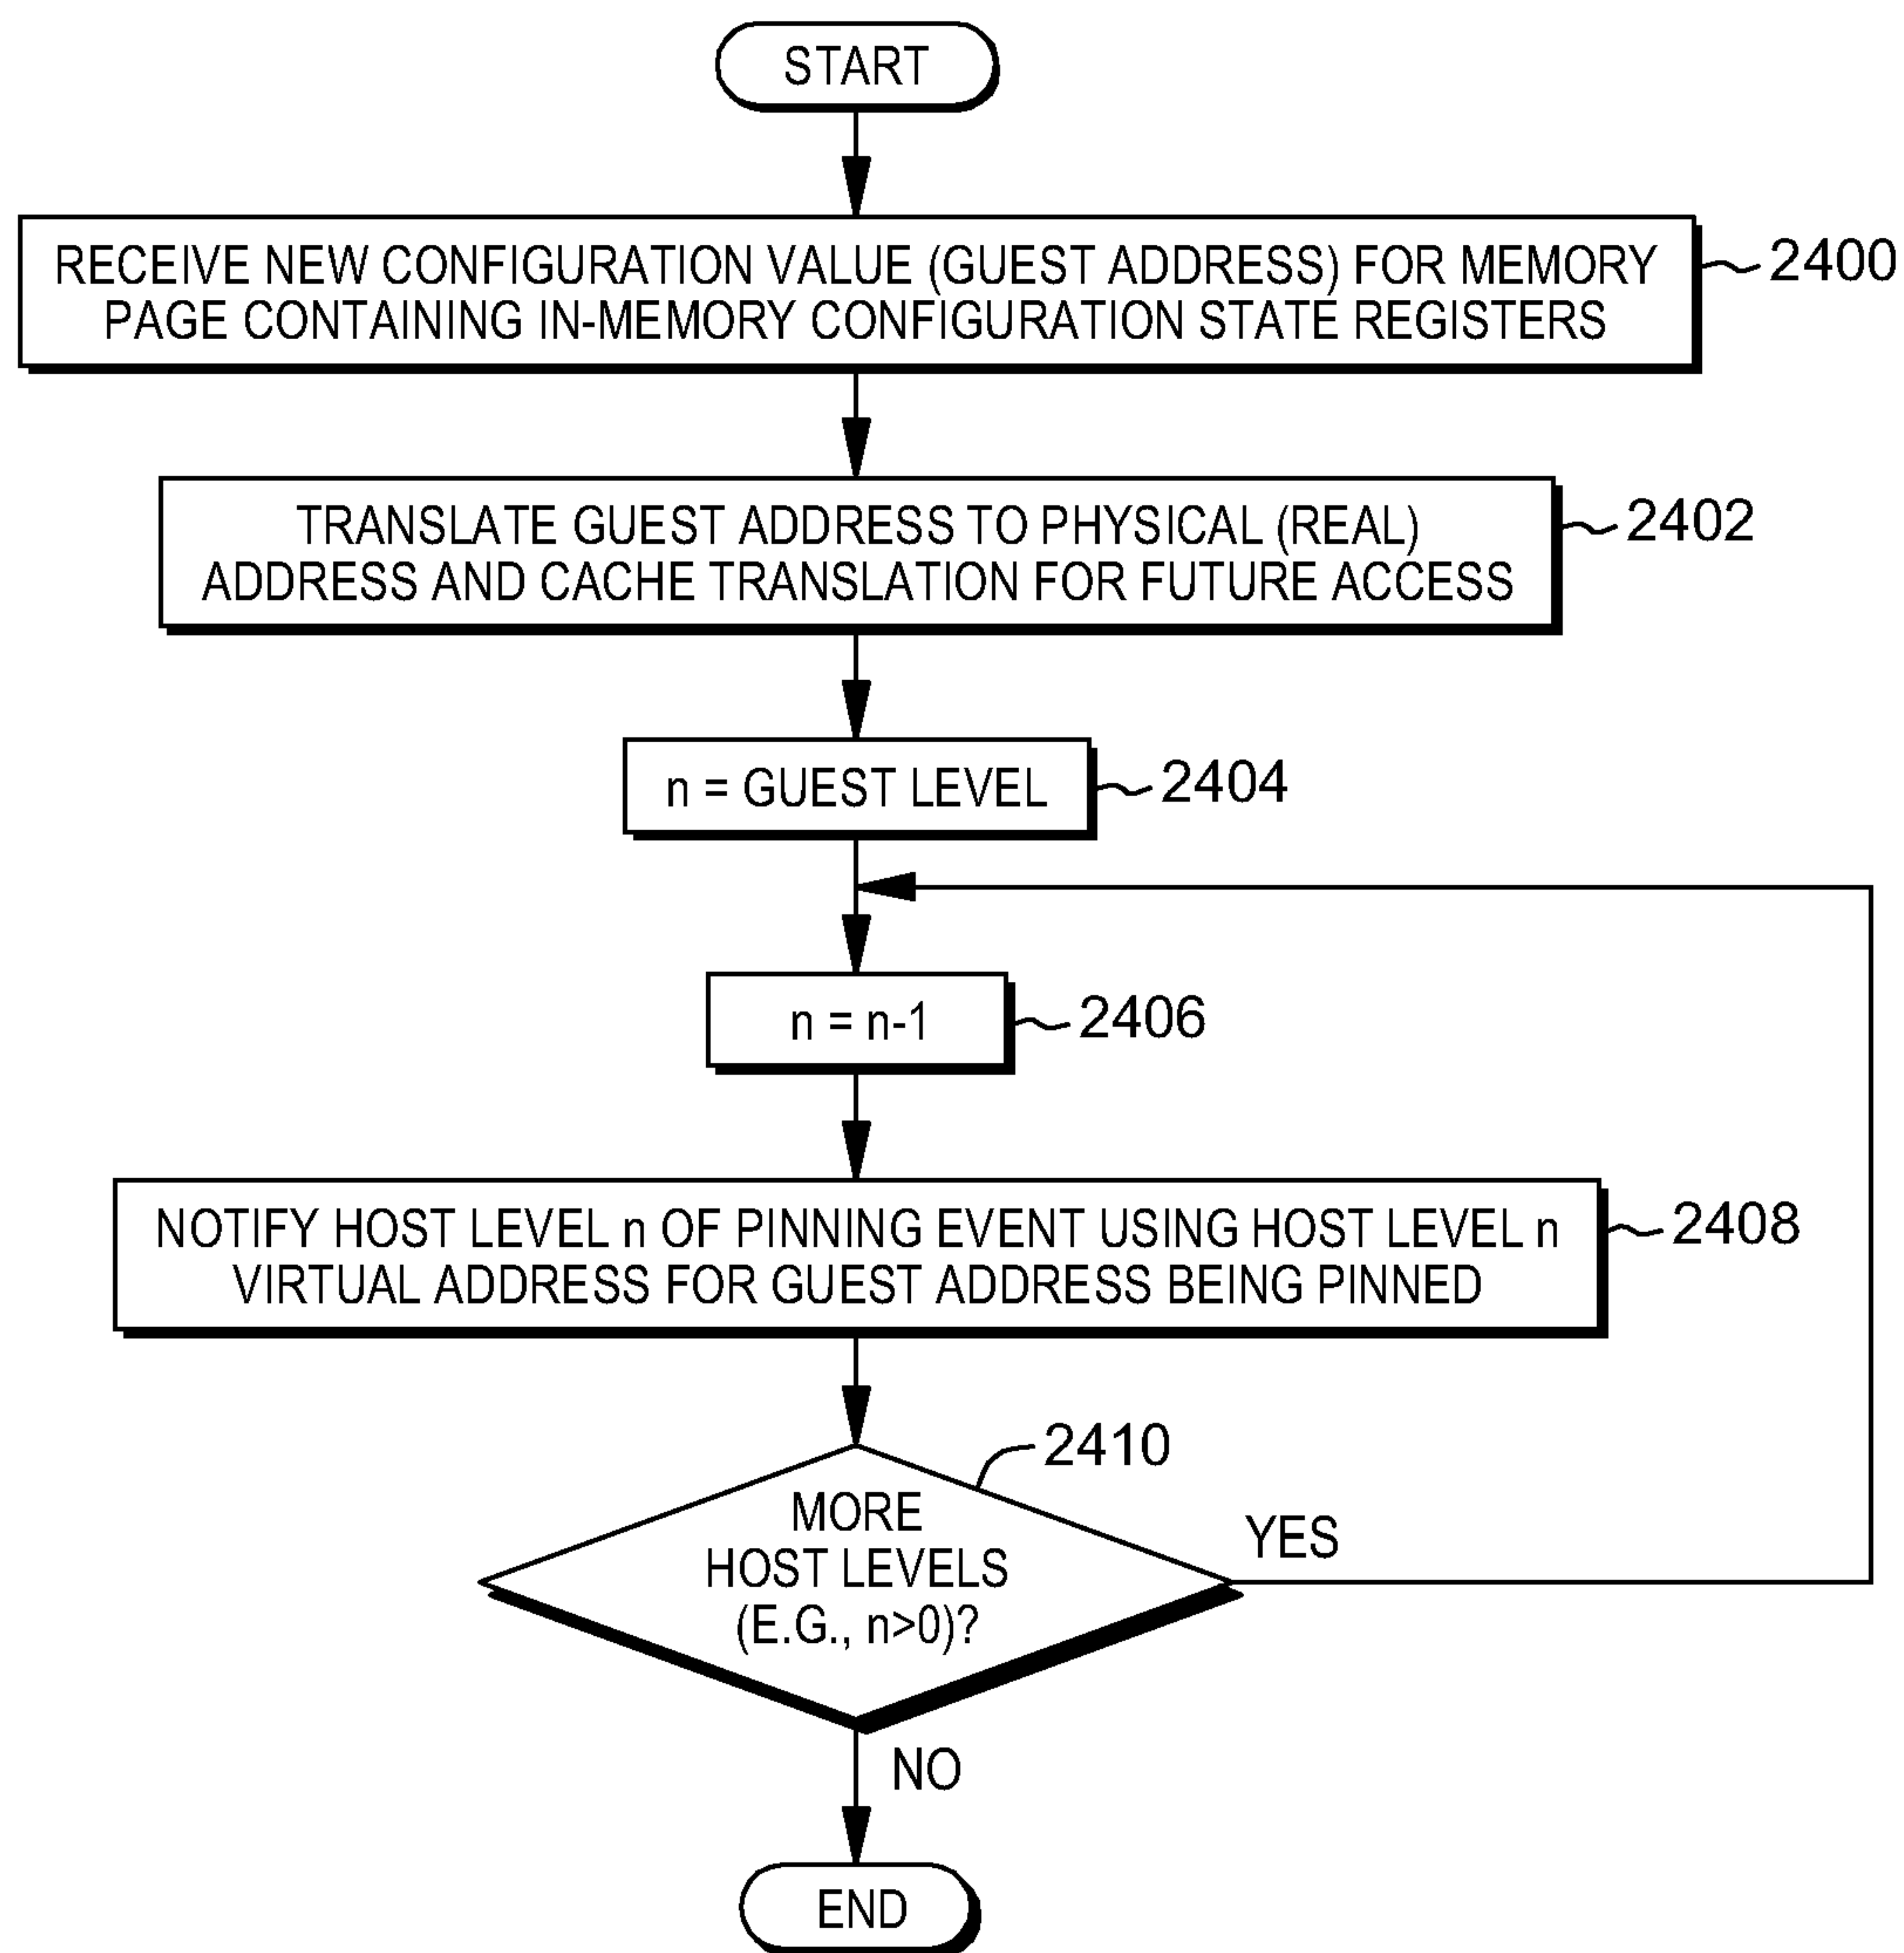 START
RECEIVE NEW CONFIGURATION VALUE (GUEST ADDRESS) FOR MEMORY
PAGE CONTAINING IN-MEMORY CONFIGURATION STATE REGISTERS
2400
TRANSLATE GUEST ADDRESS TO PHYSICAL (REAL)
ADDRESS AND CACHE TRANSLATION FOR FUTURE ACCESS
2402
n = GUEST LEVEL
2404
n = n-1
2406
NOTIFY HOST LEVEL n OF PINNING EVENT USING HOST LEVEL n
VIRTUAL ADDRESS FOR GUEST ADDRESS BEING PINNED
2408
2410
MORE
HOST LEVELS
(E.G., n>0)?
YES
NO
END